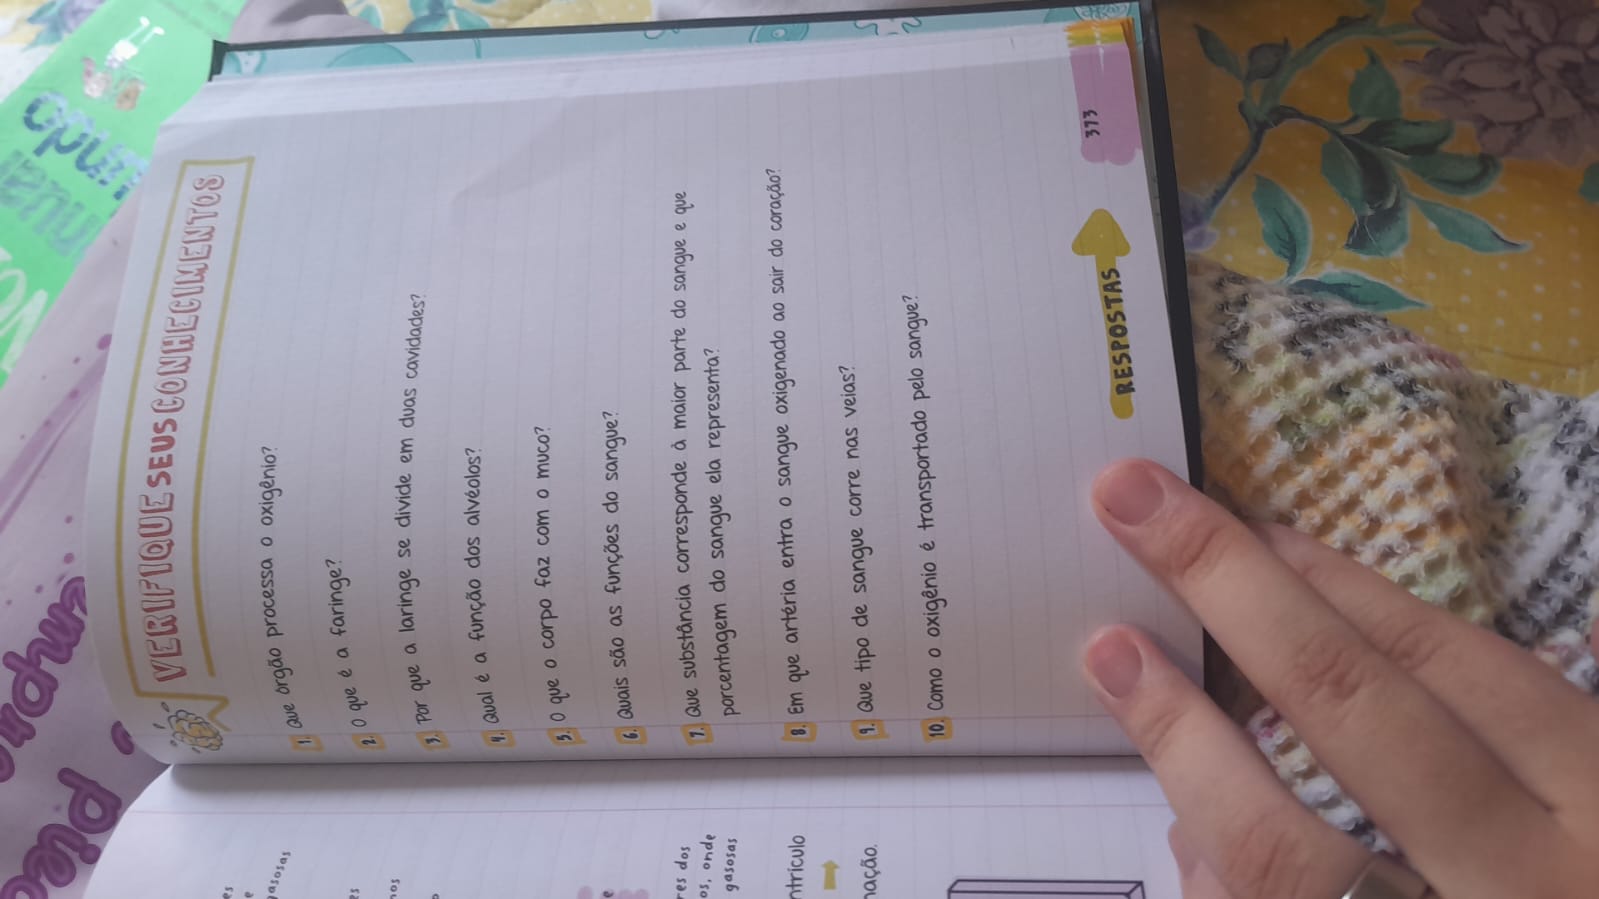 VERIFIQUE SEUS CONHECIMENTOS
1. Que órgão processa o oxigênio?
2. O que é a faringe?
3. Por que a laringe se divide em duas cavidades?
4. Qual é a função dos alvéolos?
5. O que o corpo faz com o muco?
6. Quais são as funções do sangue?
7. Que substância corresponde à maior parte do sangue e que
porcentagem do sangue ela representa?
8. Em que artéria entra o sangue oxigenado ao sair do coração?
9. Que tipo de sangue corre nas veias?
10. Como o oxigênio é transportado pelo sangue?
RESPOSTAS
373
os, onde
gasosas